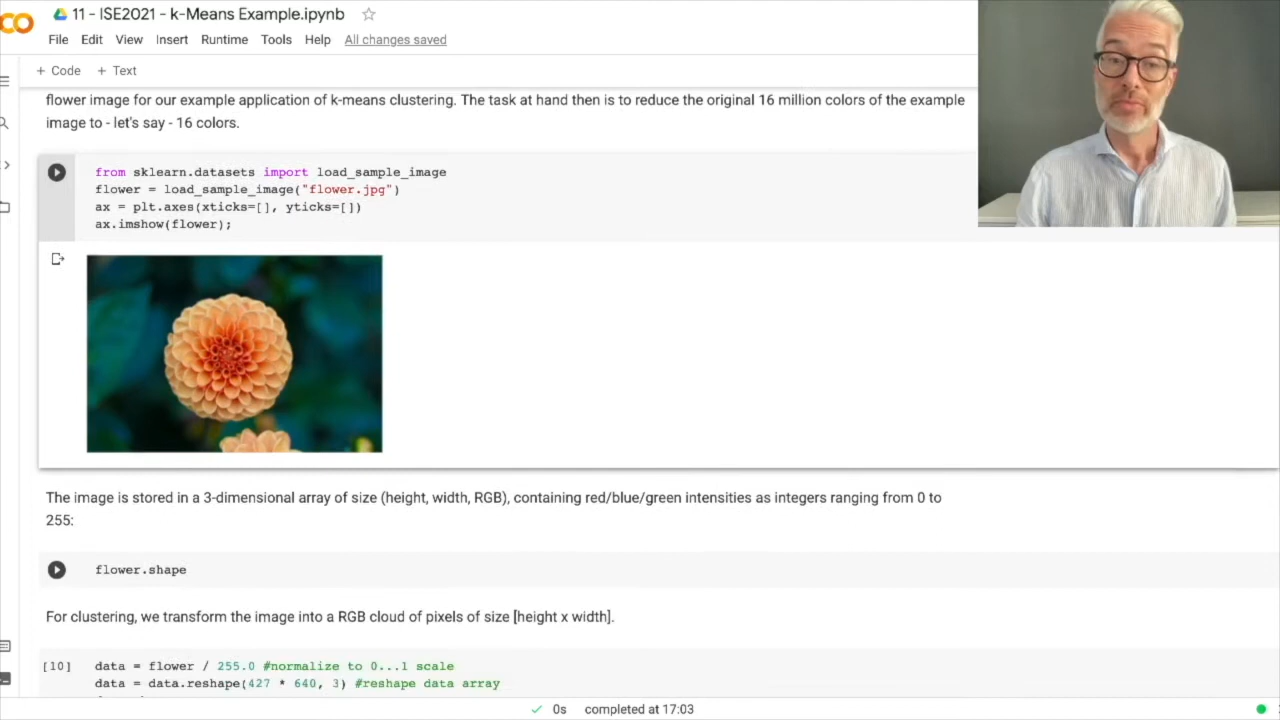 11 - ISE2021 - k-Means Example.ipynb
File Edit View Insert Runtime Tools Help All changes saved
+ Code + Text
flower image for our example application of k-means clustering. The task at hand then is to reduce the original 16 million colors of the example
image to - let's say - 16 colors.
from sklearn.datasets import load_sample_image
flower = load_sample_image("flower.jpg")
ax = plt.axes(xticks=[], yticks=[])
ax.imshow(flower);
The image is stored in a 3-dimensional array of size (height, width, RGB), containing red/blue/green intensities as integers ranging from 0 to
255:
flower.shape
For clustering, we transform the image into a RGB cloud of pixels of size [height x width].
[10] data = flower / 255.0 #normalize to 0...1 scale
data = data.reshape(427 * 640, 3) #reshape data array
0s completed at 17:03